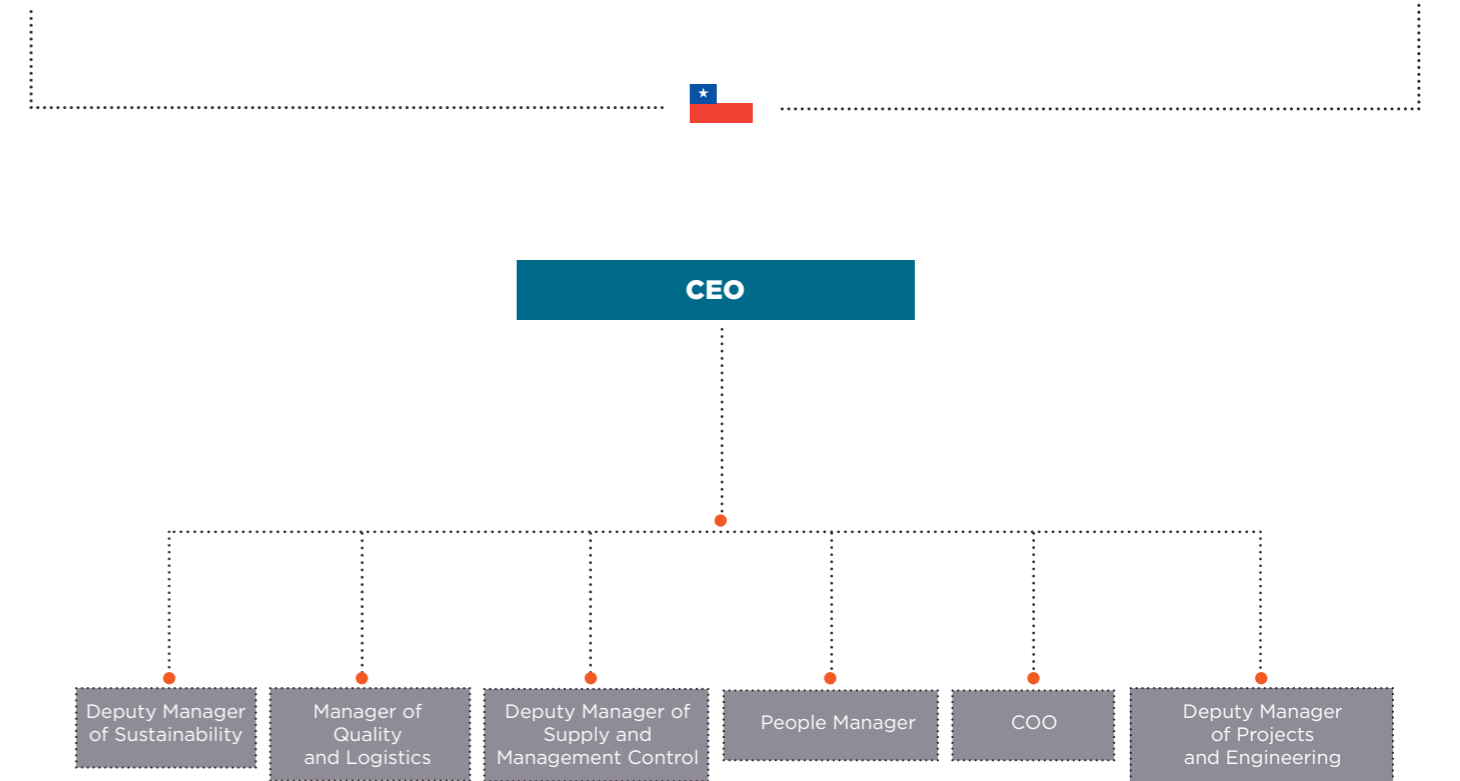 CEO
Deputy Manager
of Sustainability
Manager of
Quality
and Logistics
Deputy Manager of
Supply and
Management Control
People Manager
COO
Deputy Manager
of Projects
and Engineering